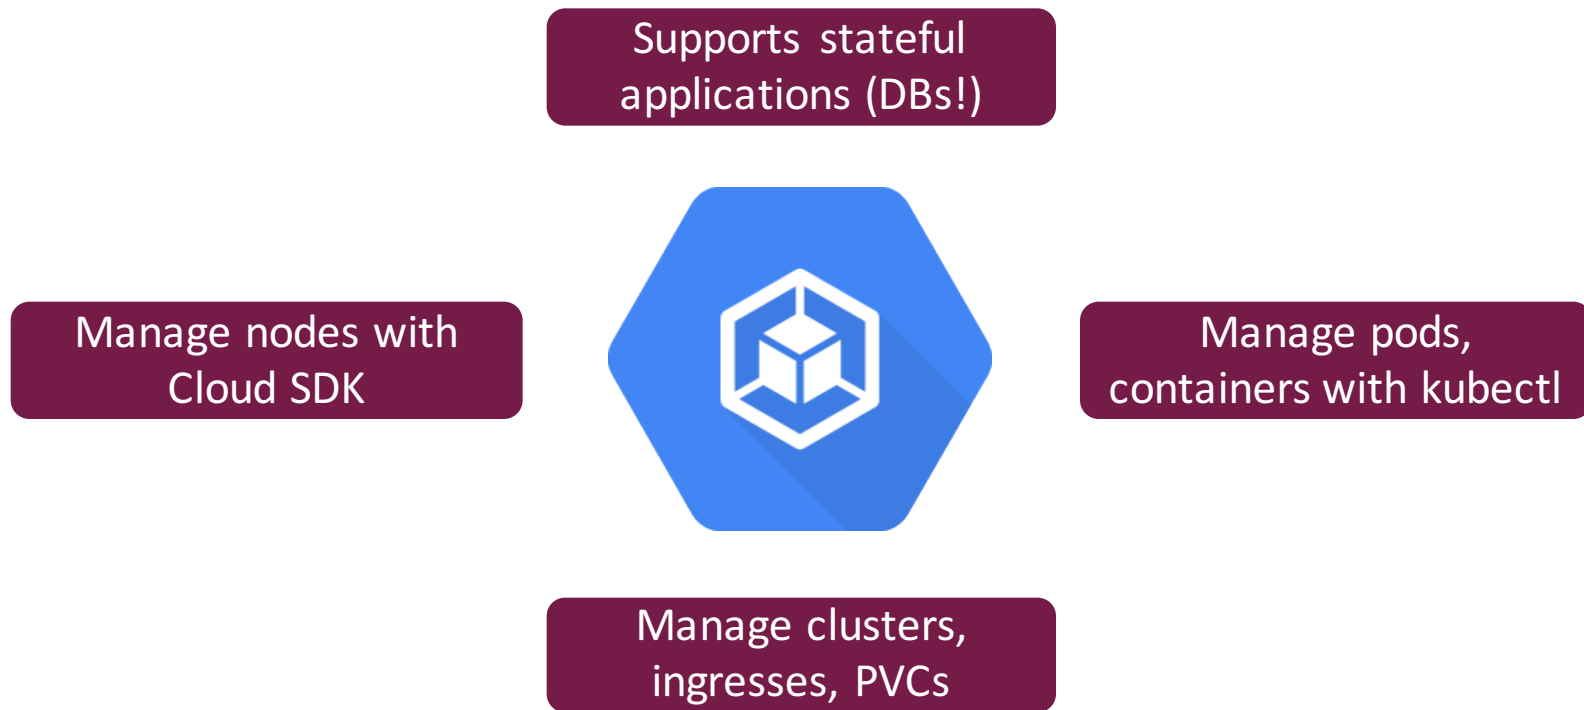 Supports stateful
applications (DBs!)
Manage nodes with
Cloud SDK
Manage pods,
containers with kubectl
Manage clusters,
ingresses, PVCs